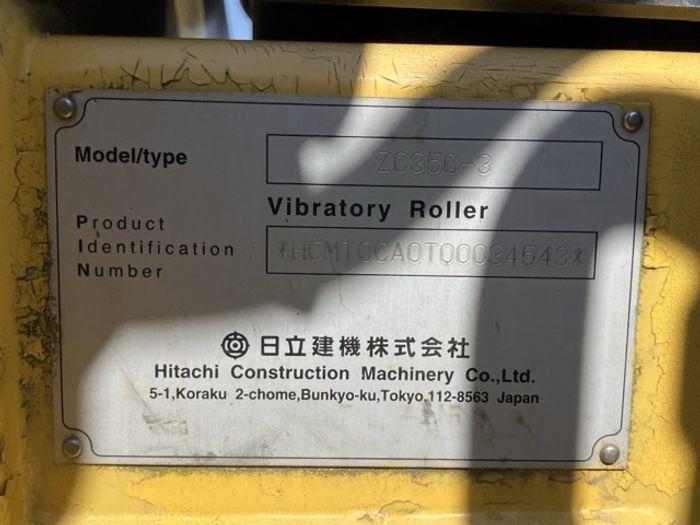 Model/type ZC35C-3
Vibratory Roller
Product
Identification
Number
*HCMTCCA0T00034543*
日立建機株式会社
Hitachi Construction Machinery Co.,Ltd.
5-1,Koraku 2-chome,Bunkyo-ku,Tokyo,112-8563 Japan